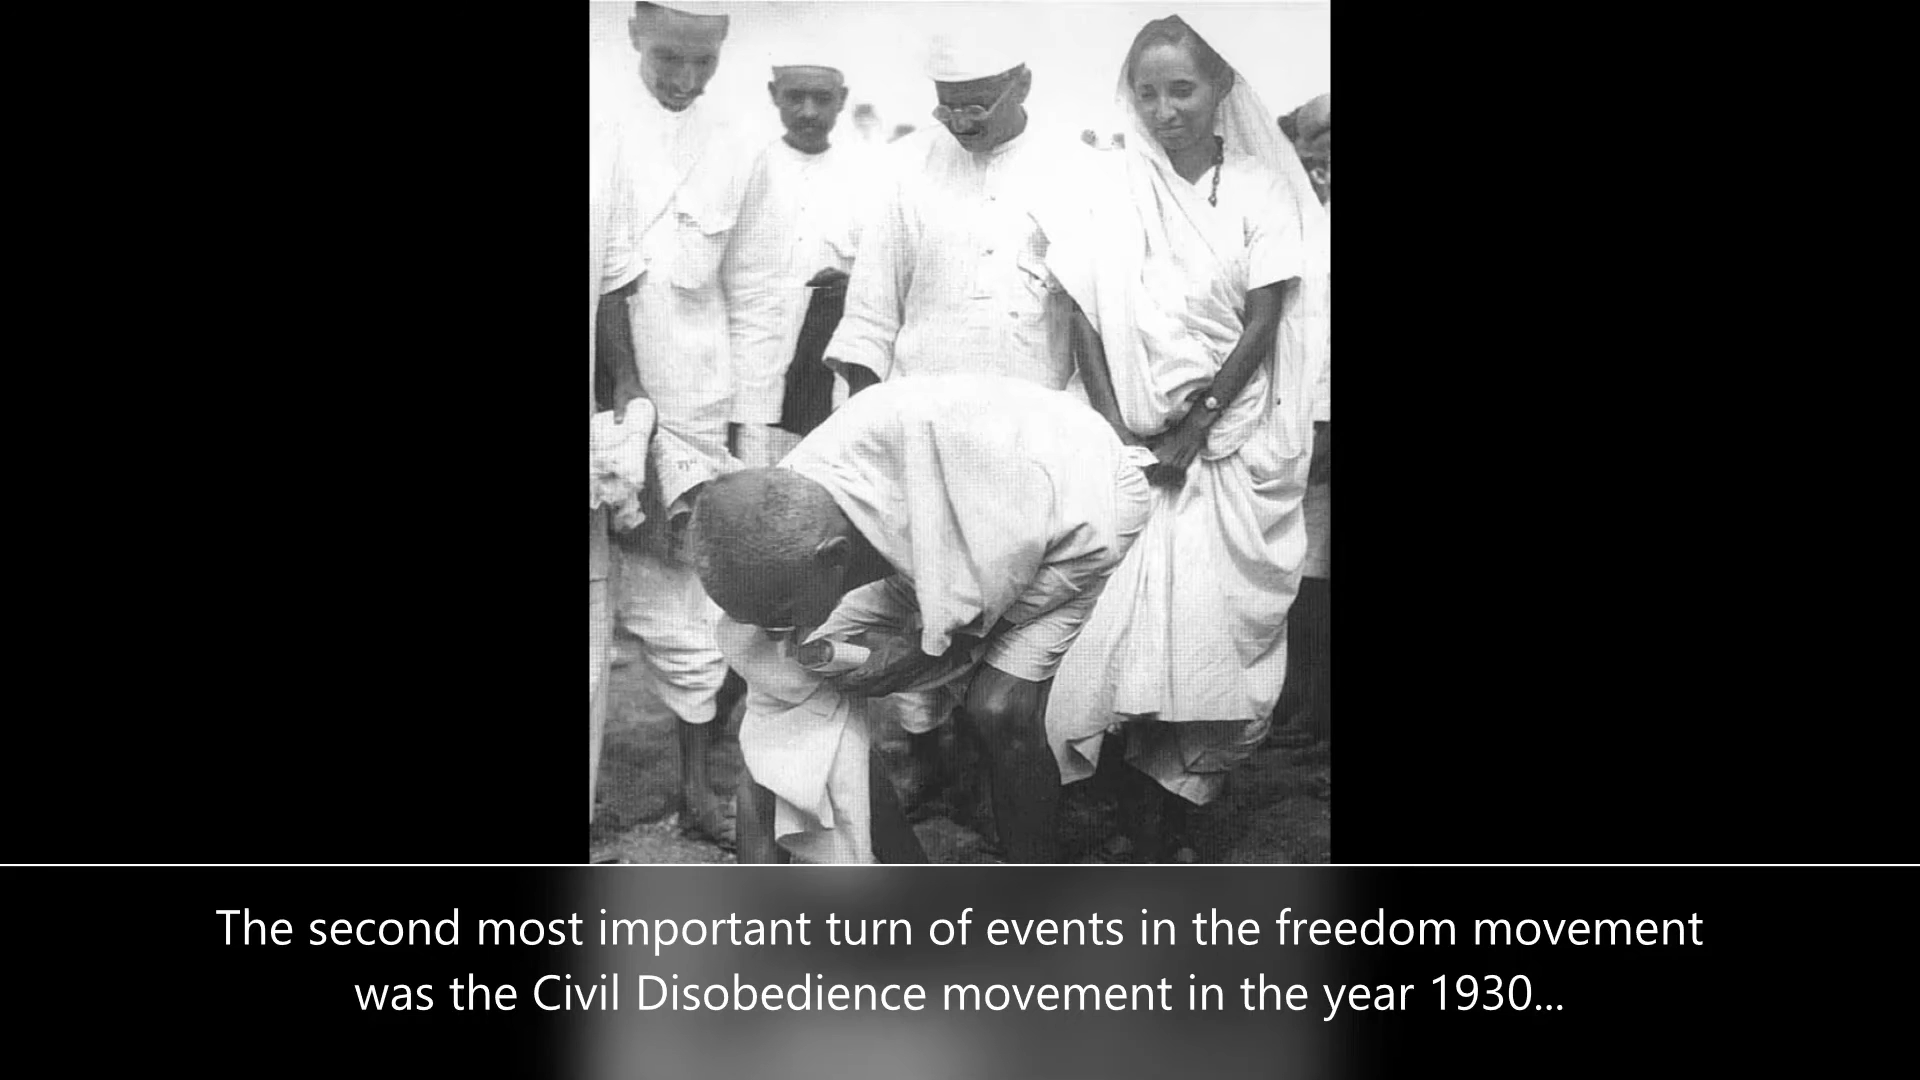 The second most important turn of events in the freedom movement
was the Civil Disobedience movement in the year 1930...